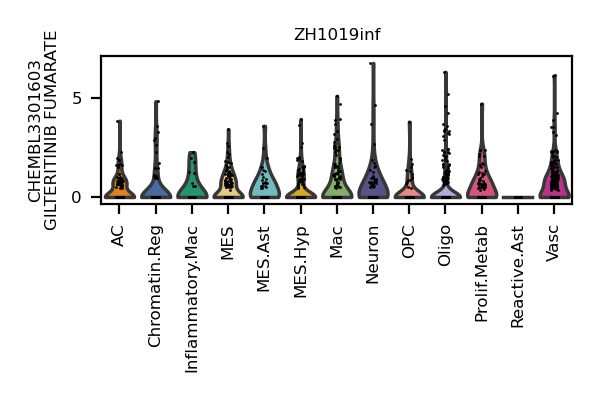 ZH1019inf
CHEMBL3301603
GILTERITINIB FUMARATE
5
0
AC
Chromatin.Reg
Inflammatory.Mac
MES
MES.Ast
MES.Hyp
Mac
Neuron
OPC
Oligo
Prolif.Metab
Reactive.Ast
Vasc